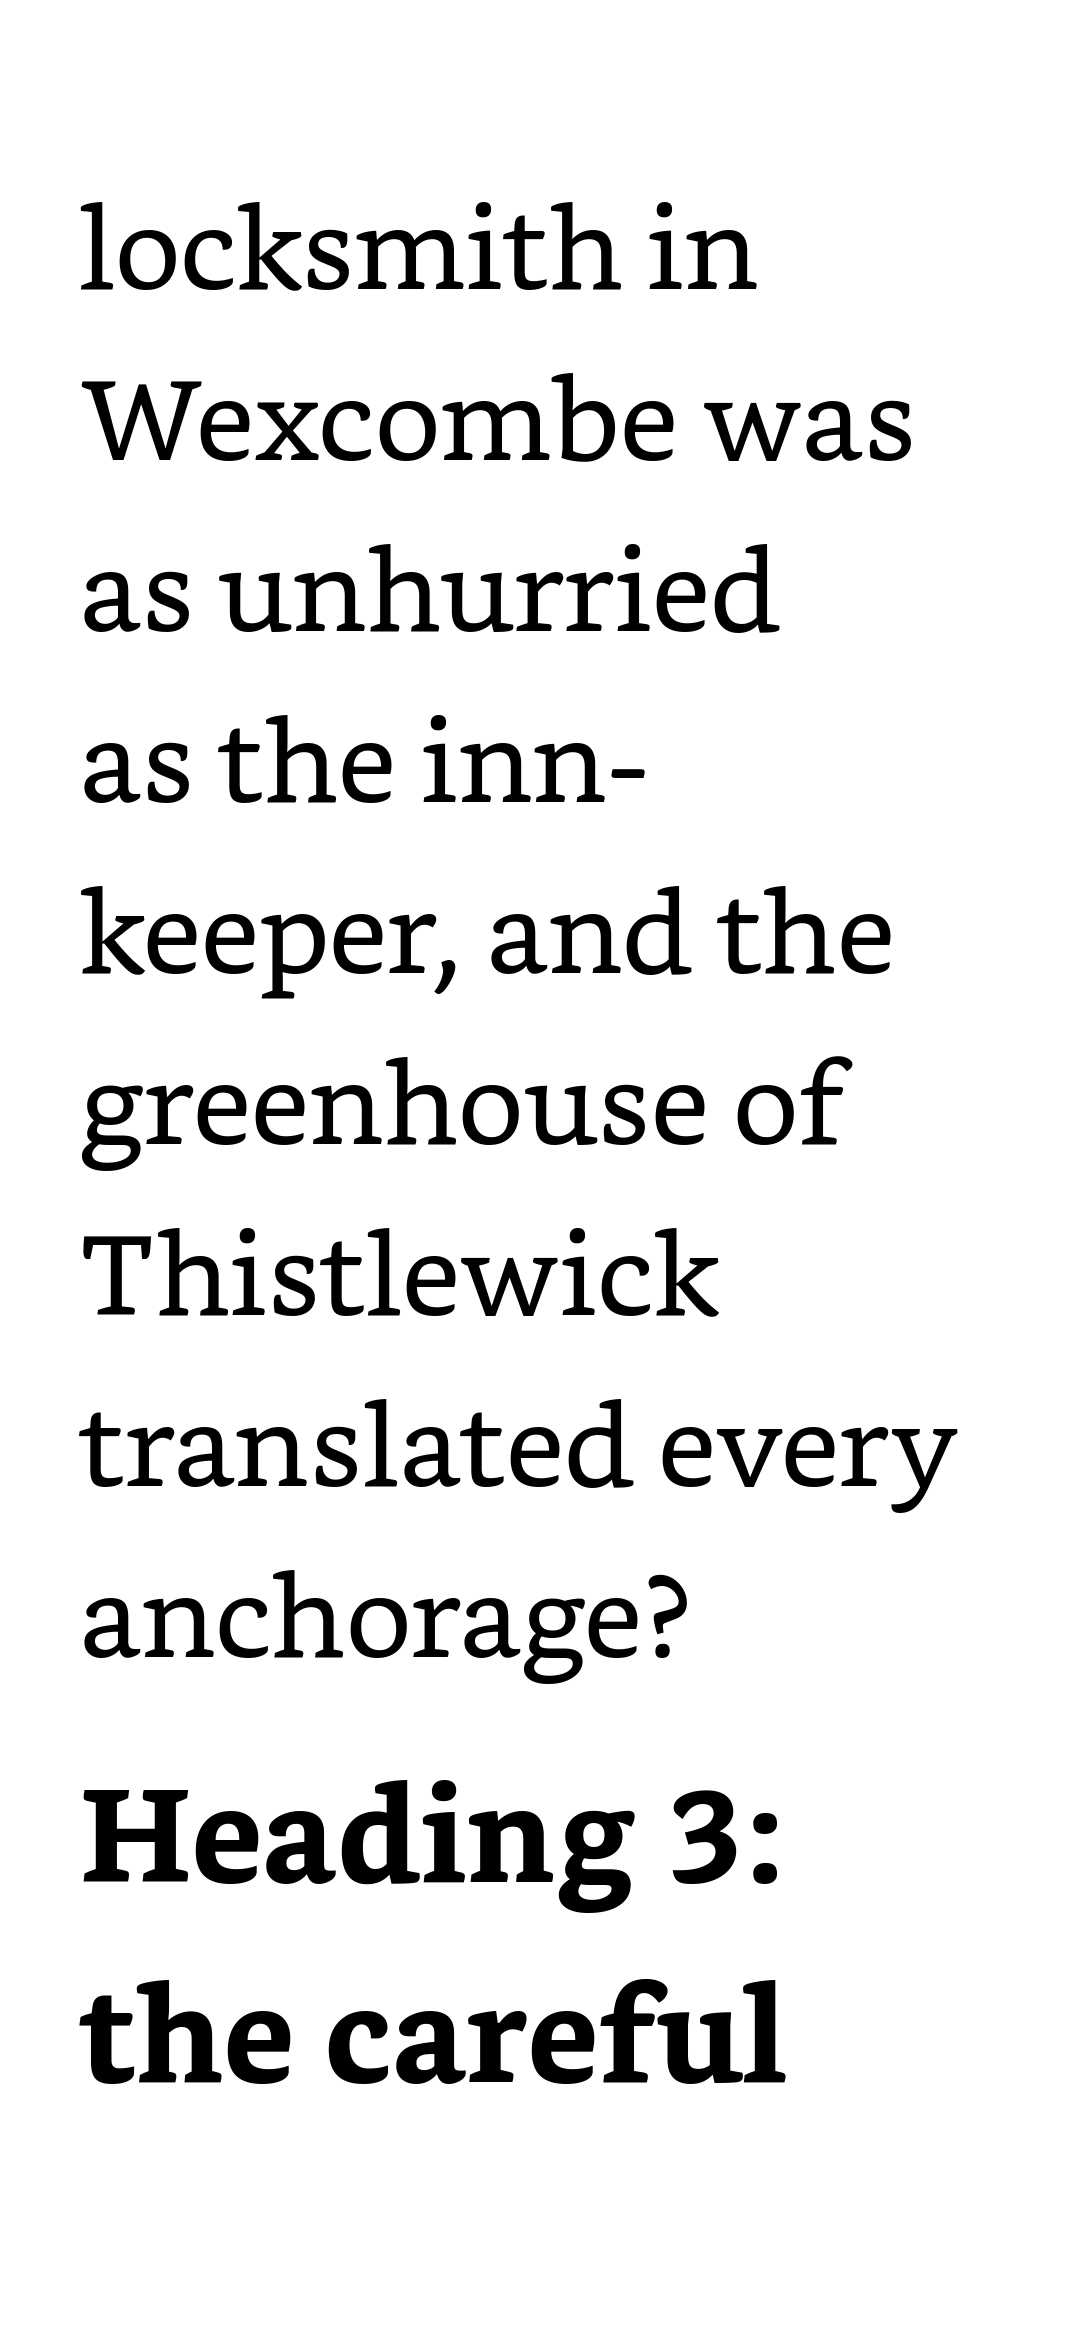 locksmith in
Wexcombe was
as unhurried
as the inn-
keeper, and the
greenhouse of
Thistlewick
translated every
anchorage?
Heading 3:
the careful